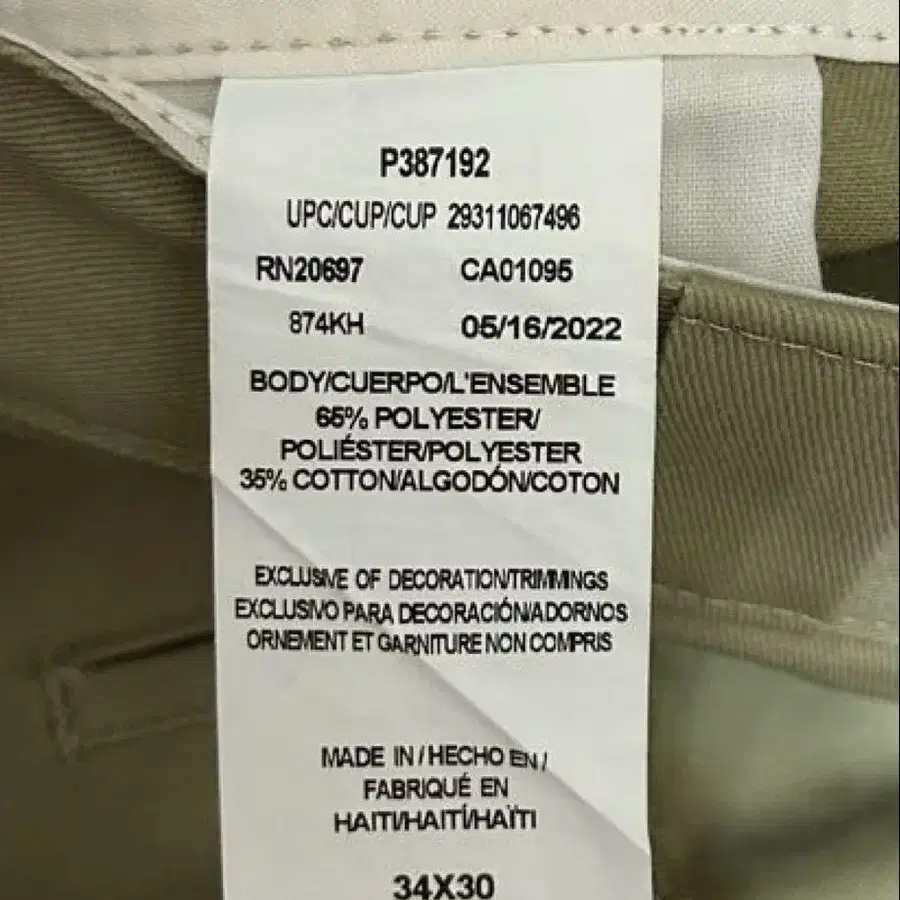 P387192
UPC/CUP/CUP 29311067496
RN20697 CA01095
874KH 05/16/2022
BODY/CUERPO/L'ENSEMBLE
65% POLYESTER/
POLIÉSTER/POLYESTER
35% COTTON/ALGODÓN/COTON
EXCLUSIVE OF DECORATION/TRIMMINGS
EXCLUSIVO PARA DECORACIÓN/ADORNOS
ORNEMENT ET GARNITURE NON COMPRIS
MADE IN / HECHO EN /
FABRIQUÉ EN
HAITI/HAITÍ/HAÏTI
34X30